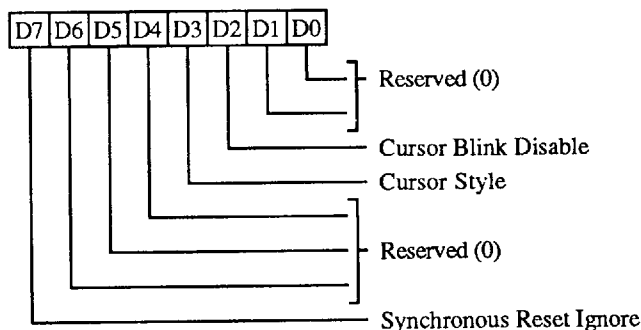 D7 D6 D5 D4 D3 D2 D1 D0
Reserved (0)
Cursor Blink Disable
Cursor Style
Reserved (0)
Synchronous Reset Ignore